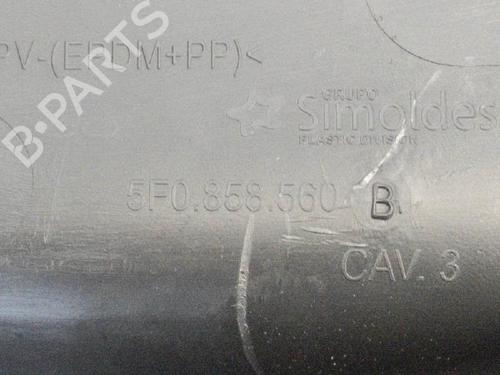 PV-(EPDM+PP)<
GRUPO
Simoldes
PLASTIC DIVISION
5F0.858.560 B
CAV. 3
B-PARTS